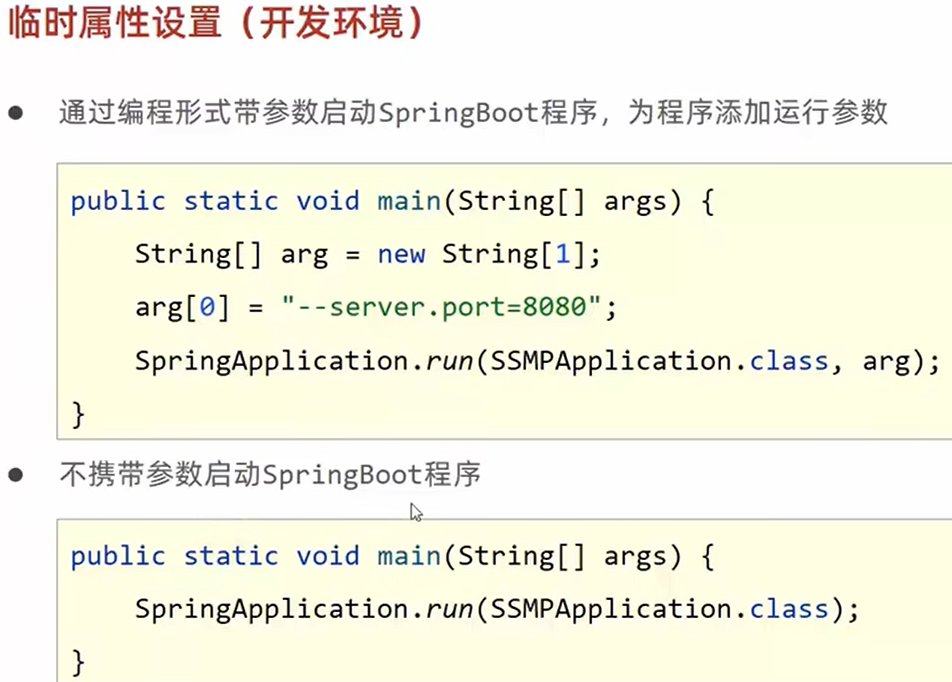 临时属性设置（开发环境）
● 通过编程形式带参数启动SpringBoot程序，为程序添加运行参数
public static void main(String[] args) {
    String[] arg = new String[1];
    arg[0] = "--server.port=8080";
    SpringApplication.run(SSMPApplication.class, arg);
}
● 不携带参数启动SpringBoot程序
public static void main(String[] args) {
    SpringApplication.run(SSMPApplication.class);
}